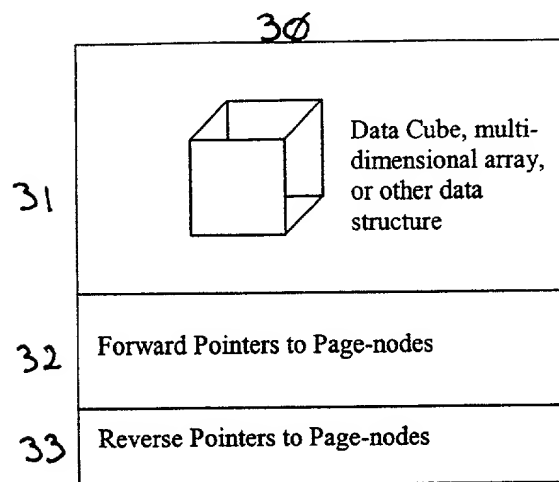 30
Data Cube, multi-
dimensional array,
31
or other data
structure
32
Forward Pointers to Page-nodes
33
Reverse Pointers to Page-nodes